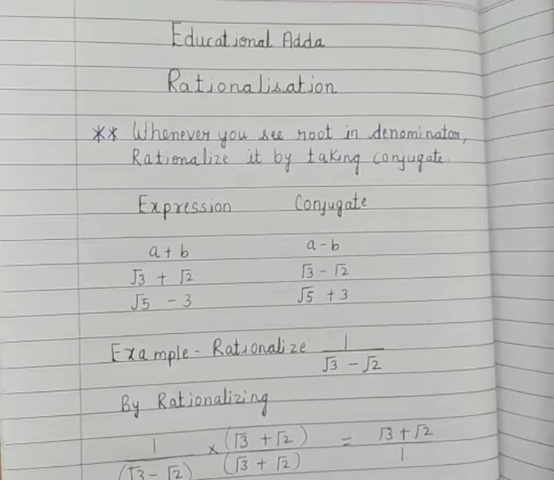 Educational Adda
Rationalisation
** Whenever you see root in denominator,
Rationalize it by taking conjugate.
Expression Conjugate
a + b a - b
√3 + √2 √3 - √2
√5 - 3 √5 + 3
Example - Rationalize 1/(√3 - √2)
By Rationalizing
1/(√3 - √2) × (√3 + √2)/(√3 + √2) = (√3 + √2)/1